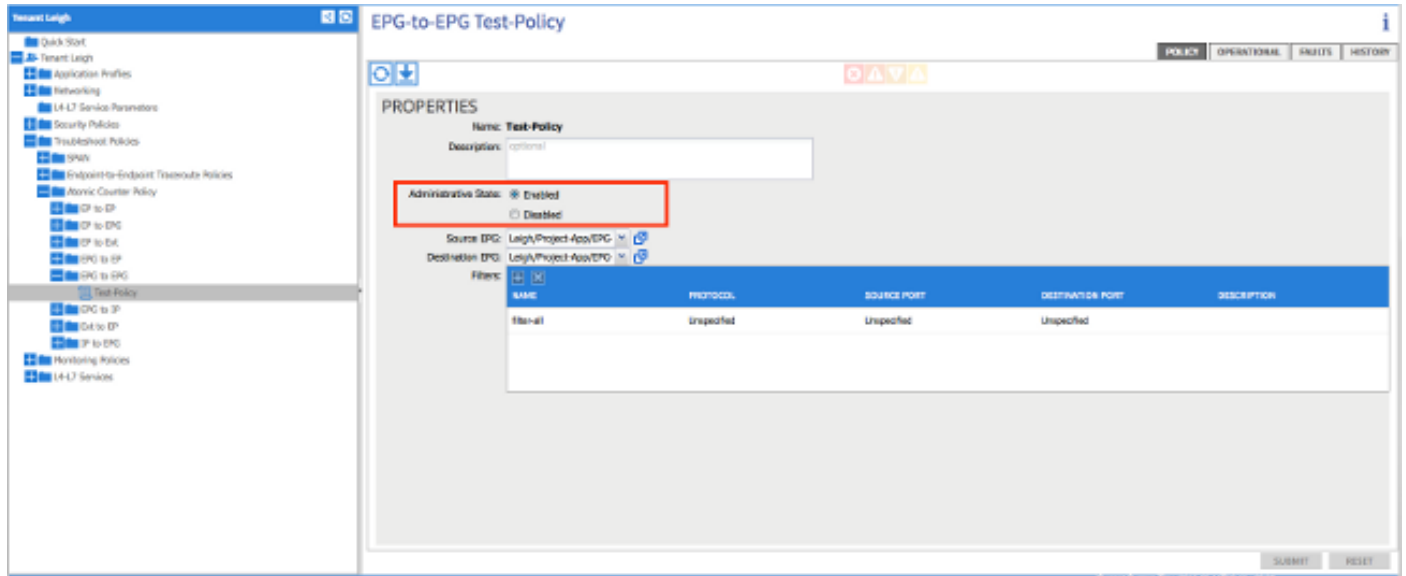 Tenant Leigh
Quick Start
Tenant Leigh
Application Profiles
Networking
L4-L7 Service Parameters
Security Policies
Troubleshoot Policies
SPAN
Endpoint-to-Endpoint Traceroute Policies
Atomic Counter Policy
EP to EP
EP to EPG
EP to Ext
EPG to EP
EPG to EPG
Test-Policy
EPG to IP
Ext to EP
IP to EPG
Monitoring Policies
L4-L7 Services
EPG-to-EPG Test-Policy
i
POLICY OPERATIONAL FAULTS HISTORY
PROPERTIES
Name: Test-Policy
Description: optional
Administrative State: Enabled
Disabled
Source EPG: Leigh/Project-App/EPG-
Destination EPG: Leigh/Project-App/EPG
Filters:
NAME PROTOCOL SOURCE PORT DESTINATION PORT DESCRIPTION
filter-all Unspecified Unspecified Unspecified
SUBMIT RESET